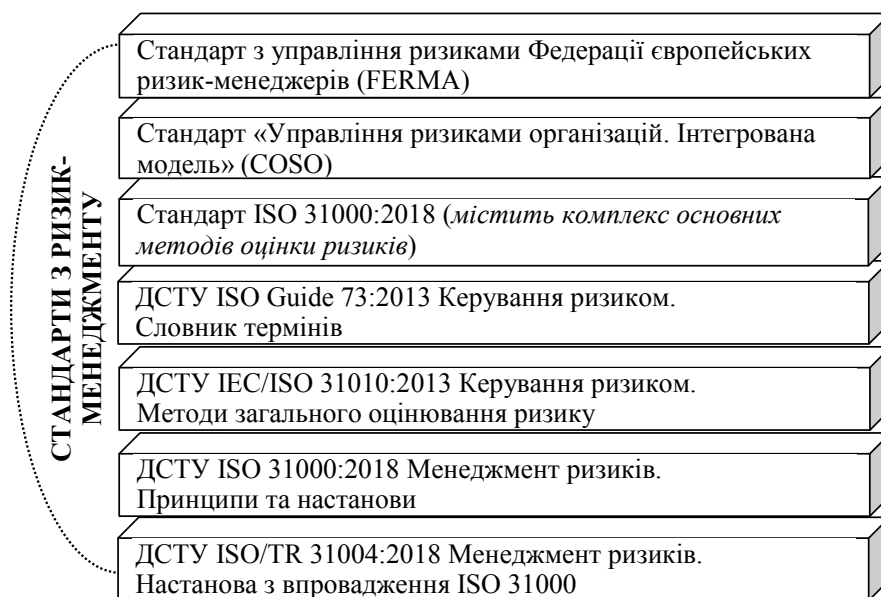 СТАНДАРТИ З РИЗИК-
МЕНЕДЖМЕНТУ
Стандарт з управління ризиками Федерації європейських
ризик-менеджерів (FERMA)
Стандарт «Управління ризиками організацій. Інтегрована
модель» (COSO)
Стандарт ISO 31000:2018 (містить комплекс основних
методів оцінки ризиків)
ДСТУ ISO Guide 73:2013 Керування ризиком.
Словник термінів
ДСТУ IEC/ISO 31010:2013 Керування ризиком.
Методи загального оцінювання ризику
ДСТУ ISO 31000:2018 Менеджмент ризиків.
Принципи та настанови
ДСТУ ISO/TR 31004:2018 Менеджмент ризиків.
Настанова з впровадження ISO 31000